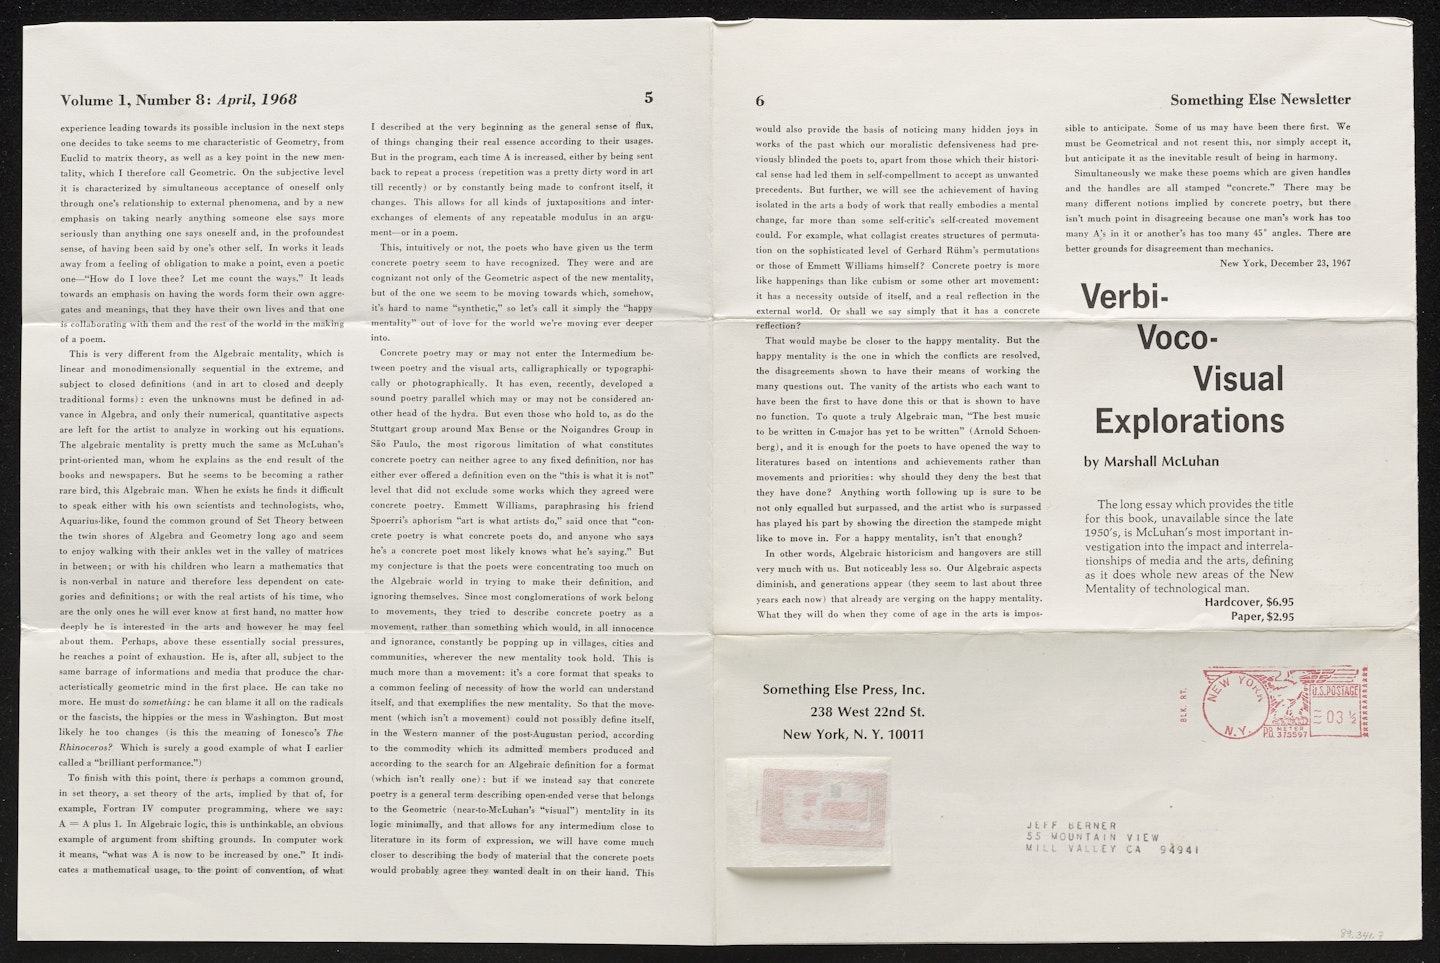 Volume 1, Number 8: April, 1968
5
experience leading towards its possible inclusion in the next steps
one decides to take seems to me characteristic of Geometry, from
Euclid to matrix theory, as well as a key point in the new men-
tality, which I therefore call Geometric. On the subjective level
it is characterized by simultaneous acceptance of oneself only
through one's relationship to external phenomena, and by a new
emphasis on taking nearly anything someone else says more
seriously than anything one says oneself and, in the profoundest
sense, of having been said by one's other self. In works it leads
away from a feeling of obligation to make a point, even a poetic
one—"How do I love thee? Let me count the ways." It leads
towards an emphasis on having the words form their own aggre-
gates and meanings, that they have their own lives and that one
is collaborating with them and the rest of the world in the making
of a poem.
This is very different from the Algebraic mentality, which is
linear and monodimensionally sequential in the extreme, and
subject to closed definitions (and in art to closed and deeply
traditional forms): even the unknowns must be defined in ad-
vance in Algebra, and only their numerical, quantitative aspects
are left for the artist to analyze in working out his equations.
The algebraic mentality is pretty much the same as McLuhan's
print-oriented man, whom he explains as the end result of the
books and newspapers. But he seems to be becoming a rather
rare bird, this Algebraic man. When he exists he finds it difficult
to speak either with his own scientists and technologists, who,
Aquarius-like, found the common ground of Set Theory between
the twin shores of Algebra and Geometry long ago and seem
to enjoy walking with their ankles wet in the valley of matrices
in between; or with his children who learn a mathematics that
is non-verbal in nature and therefore less dependent on cate-
gories and definitions; or with the real artists of his time, who
are the only ones he will ever know at first hand, no matter how
deeply he is interested in the arts and however he may feel
about them. Perhaps, above these essentially social pressures,
he reaches a point of exhaustion. He is, after all, subject to the
same barrage of informations and media that produce the char-
acteristically geometric mind in the first place. He can take no
more. He must do something: he can blame it all on the radicals
or the fascists, the hippies or the mess in Washington. But most
likely he too changes (is this the meaning of Ionesco's The
Rhinoceros? Which is surely a good example of what I earlier
called a "brilliant performance.")
To finish with this point, there is perhaps a common ground,
in set theory, a set theory of the arts, implied by that of, for
example, Fortran IV computer programming, where we say:
A = A plus 1. In Algebraic logic, this is unthinkable, an obvious
example of argument from shifting grounds. In computer work
it means, "what was A is now to be increased by one." It indi-
cates a mathematical usage, to the point of convention, of what
I described at the very beginning as the general sense of flux,
of things changing their real essence according to their usages.
But in the program, each time A is increased, either by being sent
back to repeat a process (repetition was a pretty dirty word in art
till recently) or by constantly being made to confront itself, it
changes. This allows for all kinds of juxtapositions and inter-
exchanges of elements of any repeatable modulus in an argu-
ment—or in a poem.
This, intuitively or not, the poets who have given us the term
concrete poetry seem to have recognized. They were and are
cognizant not only of the Geometric aspect of the new mentality,
but of the one we seem to be moving towards which, somehow,
it's hard to name "synthetic," so let's call it simply the "happy
mentality" out of love for the world we're moving ever deeper
into.
Concrete poetry may or may not enter the Intermedium be-
tween poetry and the visual arts, calligraphically or typographi-
cally or photographically. It has even, recently, developed a
sound poetry parallel which may or may not be considered an-
other head of the hydra. But even those who hold to, as do the
Stuttgart group around Max Bense or the Noigandres Group in
São Paulo, the most rigorous limitation of what constitutes
concrete poetry can neither agree to any fixed definition, nor has
either ever offered a definition even on the "this is what it is not"
level that did not exclude some works which they agreed were
concrete poetry. Emmett Williams, paraphrasing his friend
Spoerri's aphorism "art is what artists do," said once that "con-
crete poetry is what concrete poets do, and anyone who says
he's a concrete poet most likely knows what he's saying." But
my conjecture is that the poets were concentrating too much on
the Algebraic world in trying to make their definition, and
ignoring themselves. Since most conglomerations of work belong
to movements, they tried to describe concrete poetry as a
movement, rather than something which would, in all innocence
and ignorance, constantly be popping up in villages, cities and
communities, wherever the new mentality took hold. This is
much more than a movement: it's a core format that speaks to
a common feeling of necessity of how the world can understand
itself, and that exemplifies the new mentality. So that the move-
ment (which isn't a movement) could not possibly define itself,
in the Western manner of the post-Augustan period, according
to the commodity which its admitted members produced and
according to the search for an Algebraic definition for a format
(which isn't really one): but if we instead say that concrete
poetry is a general term describing open-ended verse that belongs
to the Geometric (near-to-McLuhan's "visual") mentality in its
logic minimally, and that allows for any intermedium close to
literature in its form of expression, we will have come much
closer to describing the body of material that the concrete poets
would probably agree they wanted dealt in on their hand. This
6
Something Else Newsletter
would also provide the basis of noticing many hidden joys in
works of the past which our moralistic defensiveness had pre-
viously blinded the poets to, apart from those which their histori-
cal sense had led them in self-compellment to accept as unwanted
precedents. But further, we will see the achievement of having
isolated in the arts a body of work that really embodies a mental
change, far more than some self-critic's self-created movement
could. For example, what collagist creates structures of permuta-
tion on the sophisticated level of Gerhard Rühm's permutations
or those of Emmett Williams himself? Concrete poetry is more
like happenings than like cubism or some other art movement:
it has a necessity outside of itself, and a real reflection in the
external world. Or shall we say simply that it has a concrete
reflection?
That would maybe be closer to the happy mentality. But the
happy mentality is the one in which the conflicts are resolved,
the disagreements shown to have their means of working the
many questions out. The vanity of the artists who each want to
have been the first to have done this or that is shown to have
no function. To quote a truly Algebraic man, "The best music
to be written in C-major has yet to be written" (Arnold Schoen-
berg), and it is enough for the poets to have opened the way to
literatures based on intentions and achievements rather than
movements and priorities: why should they deny the best that
they have done? Anything worth following up is sure to be
not only equalled but surpassed, and the artist who is surpassed
has played his part by showing the direction the stampede might
like to move in. For a happy mentality, isn't that enough?
In other words, Algebraic historicism and hangovers are still
very much with us. But noticeably less so. Our Algebraic aspects
diminish, and generations appear (they seem to last about three
years each now) that already are verging on the happy mentality.
What they will do when they come of age in the arts is impos-
sible to anticipate. Some of us may have been there first. We
must be Geometrical and not resent this, nor simply accept it,
but anticipate it as the inevitable result of being in harmony.
Simultaneously we make these poems which are given handles
and the handles are all stamped "concrete." There may be
many different notions implied by concrete poetry, but there
isn't much point in disagreeing because one man's work has too
many A's in it or another's has too many 45° angles. There are
better grounds for disagreement than mechanics.
New York, December 23, 1967
Verbi-
Voco-
Visual
Explorations
by Marshall McLuhan
The long essay which provides the title
for this book, unavailable since the late
1950's, is McLuhan's most important in-
vestigation into the impact and interrela-
tionships of media and the arts, defining
as it does whole new areas of the New
Mentality of technological man.
Hardcover, $6.95
Paper, $2.95
Something Else Press, Inc.
238 West 22nd St.
New York, N. Y. 10011
BLK. RT.
NEW YORK
N.Y.
U.S. POSTAGE
03 ½
P.B. METER
375597
JEFF BERNER
55 MOUNTAIN VIEW
MILL VALLEY CA 94941
89.341.7